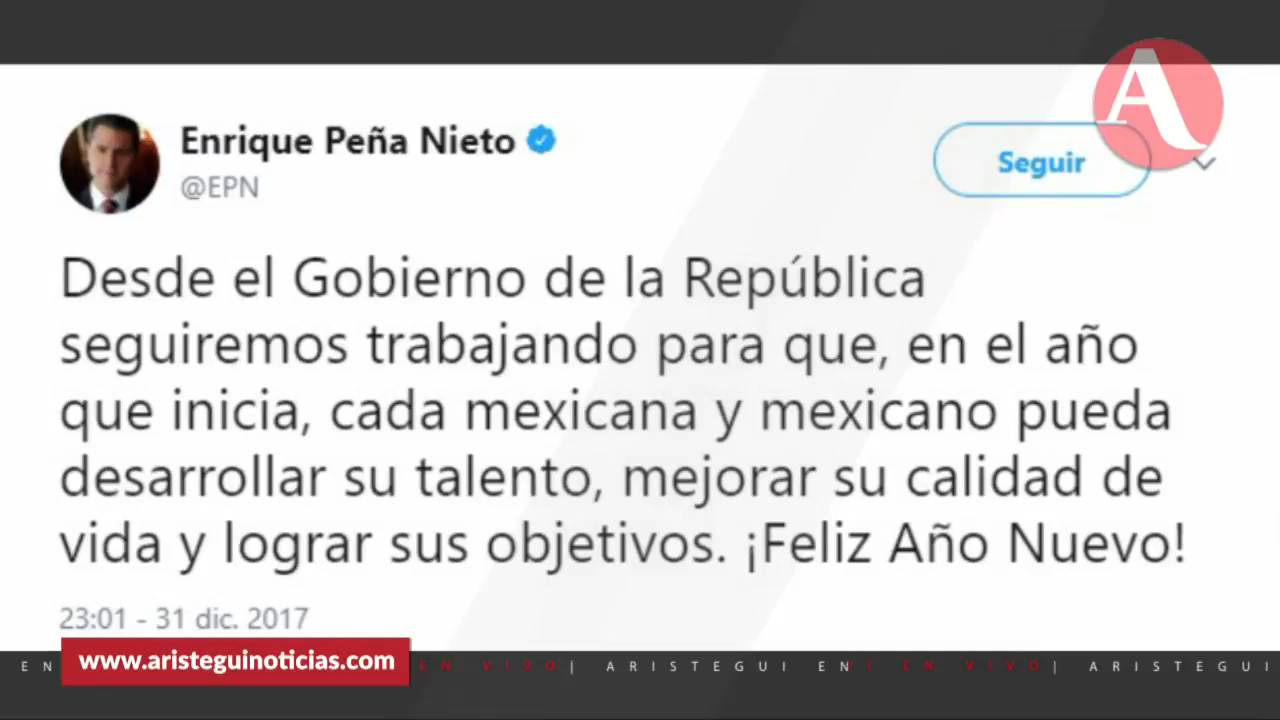 A
Enrique Peña Nieto
@EPN
Seguir
Desde el Gobierno de la República
seguiremos trabajando para que, en el año
que inicia, cada mexicana y mexicano pueda
desarrollar su talento, mejorar su calidad de
vida y lograr sus objetivos. ¡Feliz Año Nuevo!
23:01 - 31 dic. 2017
www.aristeguinoticias.com
EN EN VIVO| ARISTEGUI EN EN VIVO| ARISTEGUI